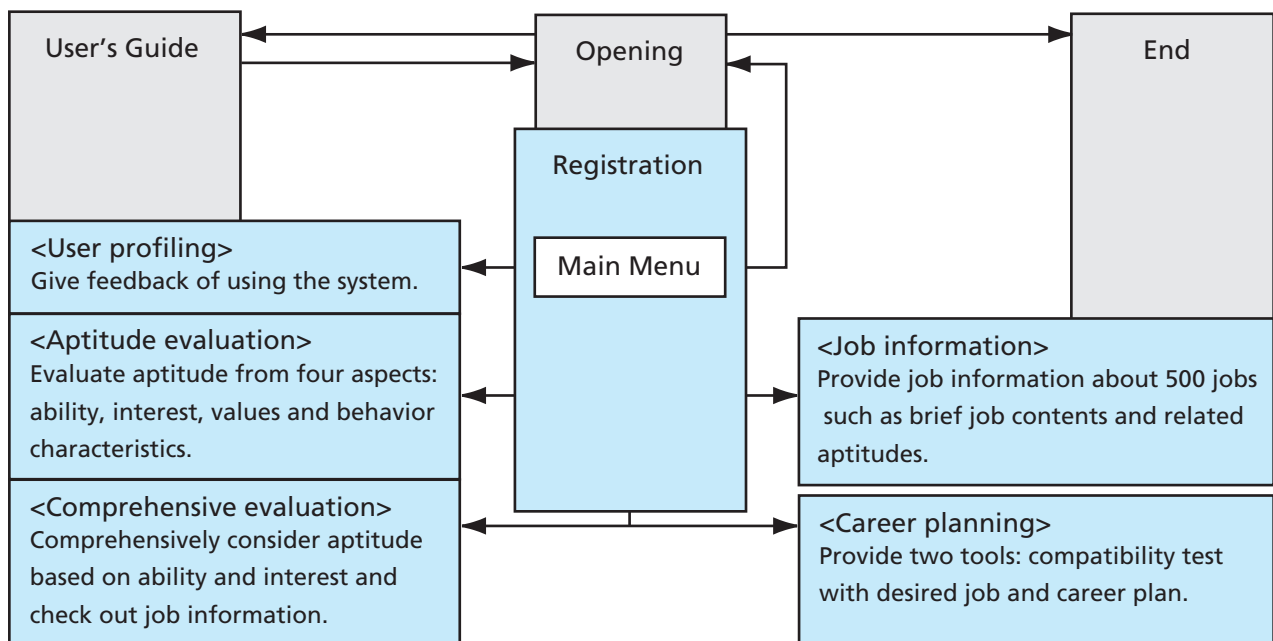 User's Guide
Opening
End
Registration
Main Menu
<User profiling>
Give feedback of using the system.
<Aptitude evaluation>
Evaluate aptitude from four aspects:
ability, interest, values and behavior
characteristics.
<Comprehensive evaluation>
Comprehensively consider aptitude
based on ability and interest and
check out job information.
<Job information>
Provide job information about 500 jobs
such as brief job contents and related
aptitudes.
<Career planning>
Provide two tools: compatibility test
with desired job and career plan.